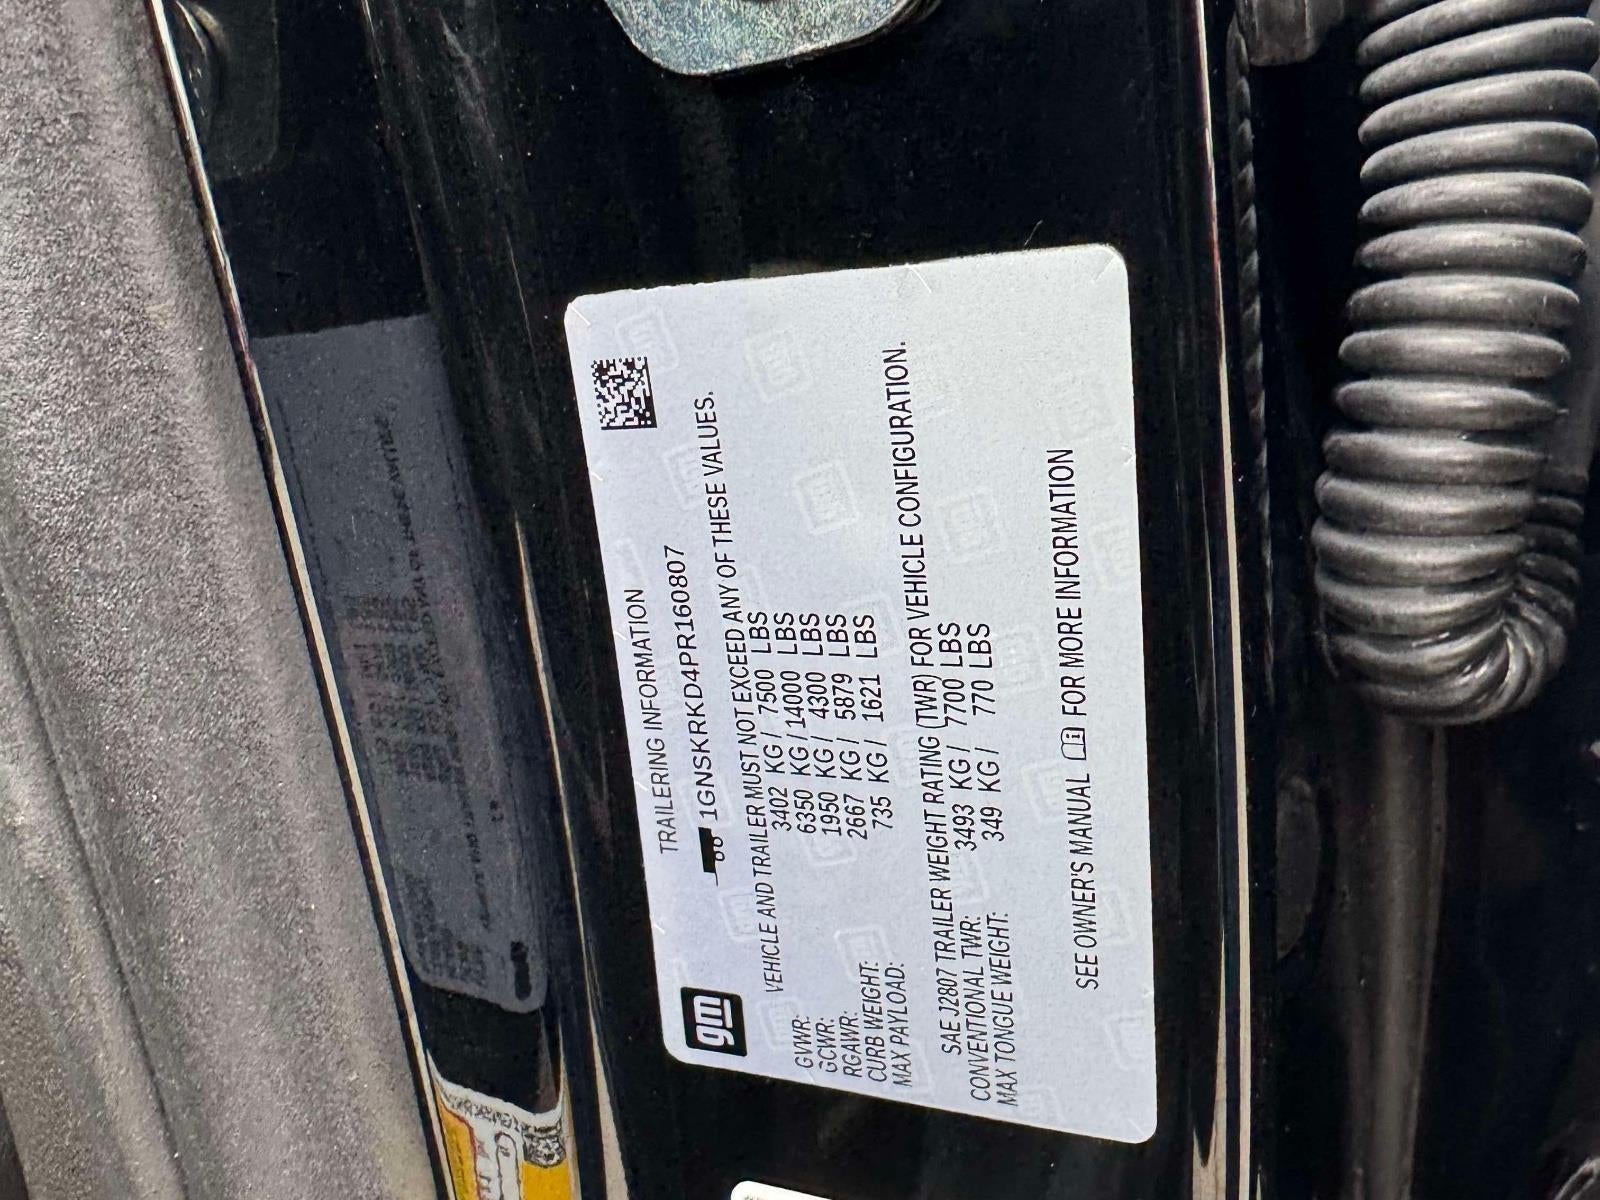 gm
TRAILERING INFORMATION
1GNSKRKD4PR160807
VEHICLE AND TRAILER MUST NOT EXCEED ANY OF THESE VALUES.
GVWR: 3402 KG / 7500 LBS
GCWR: 6350 KG / 14000 LBS
RGAWR: 1950 KG / 4300 LBS
CURB WEIGHT: 2667 KG / 5879 LBS
MAX PAYLOAD: 735 KG / 1621 LBS
SAE J2807 TRAILER WEIGHT RATING (TWR) FOR VEHICLE CONFIGURATION.
CONVENTIONAL TWR: 3493 KG / 7700 LBS
MAX TONGUE WEIGHT: 349 KG / 770 LBS
SEE OWNER'S MANUAL FOR MORE INFORMATION